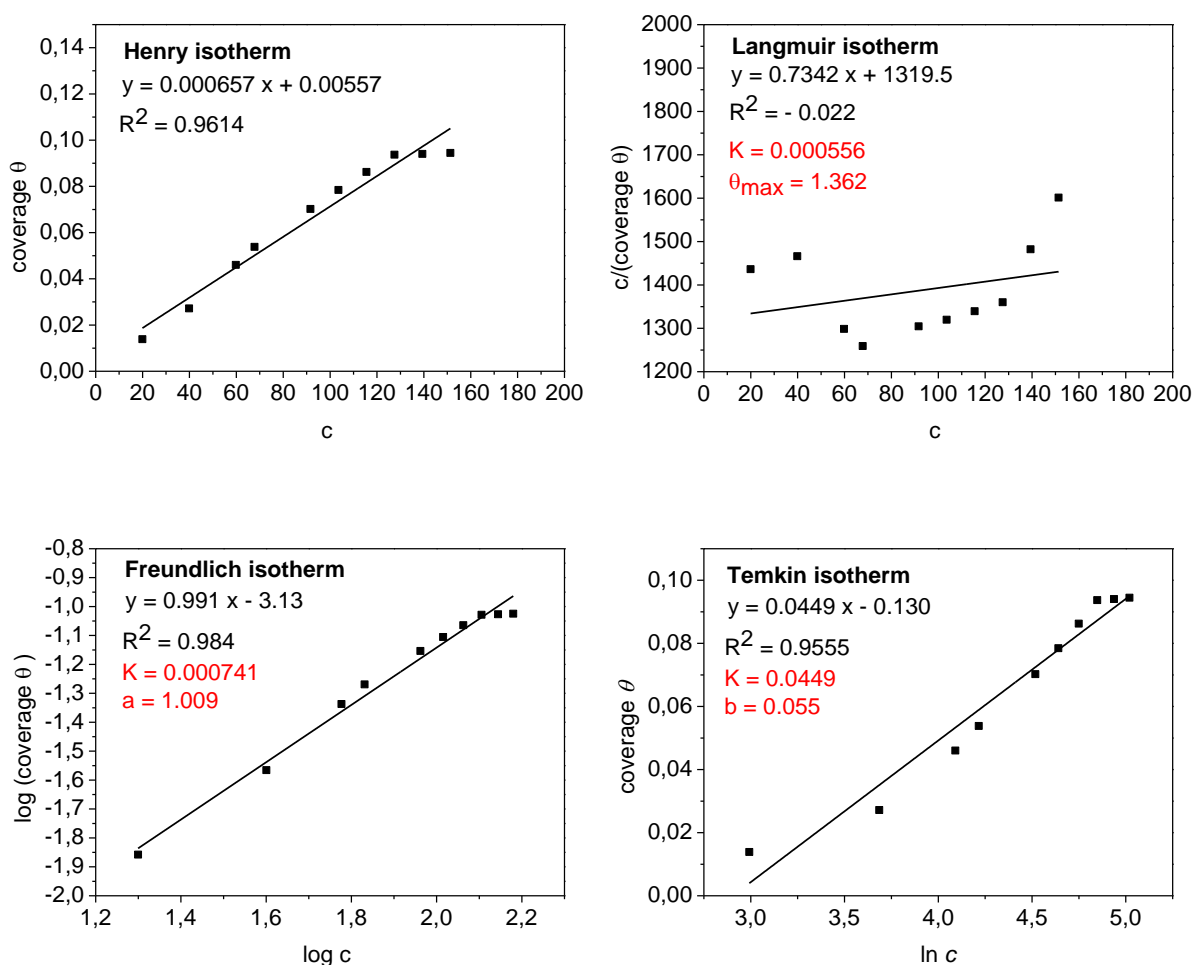 Henry isotherm
y = 0.000657 x + 0.00557
R² = 0.9614
coverage θ
0,14
0,12
0,10
0,08
0,06
0,04
0,02
0,00
0 20 40 60 80 100 120 140 160 180 200
c
Langmuir isotherm
y = 0.7342 x + 1319.5
R² = - 0.022
K = 0.000556
θmax = 1.362
c/(coverage θ)
2000
1900
1800
1700
1600
1500
1400
1300
1200
0 20 40 60 80 100 120 140 160 180 200
c
Freundlich isotherm
y = 0.991 x - 3.13
R² = 0.984
K = 0.000741
a = 1.009
log (coverage θ )
-0,8
-0,9
-1,0
-1,1
-1,2
-1,3
-1,4
-1,5
-1,6
-1,7
-1,8
-1,9
-2,0
1,2 1,4 1,6 1,8 2,0 2,2
log c
Temkin isotherm
y = 0.0449 x - 0.130
R² = 0.9555
K = 0.0449
b = 0.055
coverage θ
0,10
0,08
0,06
0,04
0,02
0,00
3,0 3,5 4,0 4,5 5,0
ln c